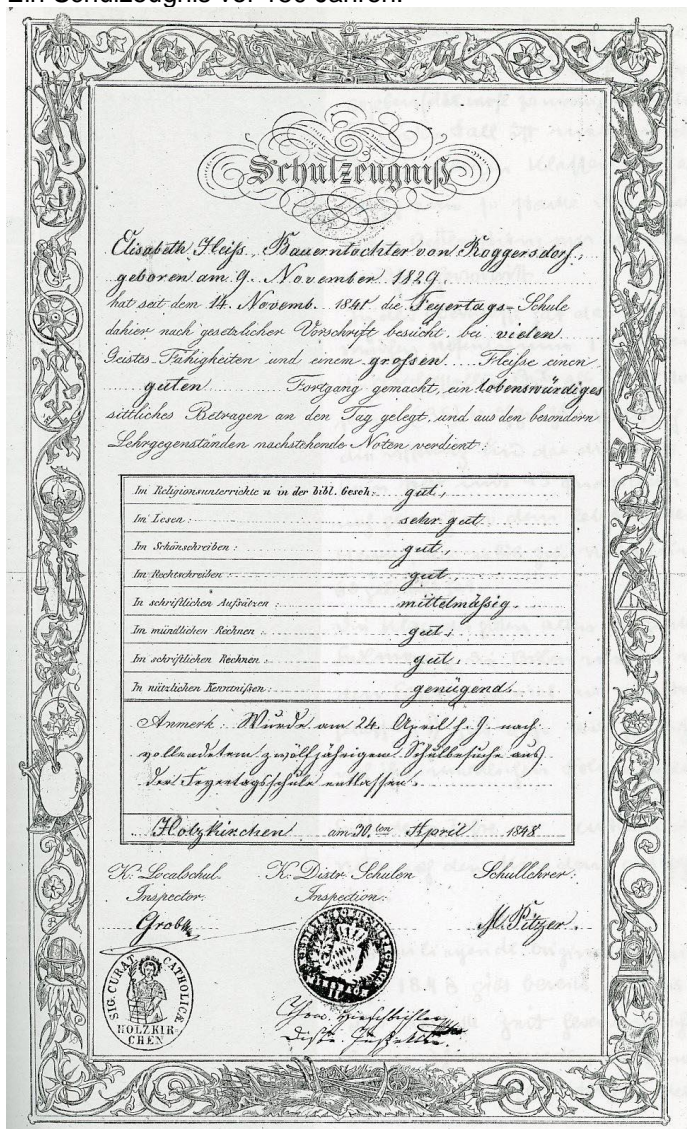 Ein Schulzeugnis vor 150 Jahren:
Schulzeugniß
Elisabeth Fleiß, Bauerntochter von Roggersdorf,
geboren am 9. November 1829,
hat seit dem 14. Novemb. 1841 die Feyertags-Schule
dahier nach gesetzlicher Vorschrift besucht, bei vielen
Geistes-Fähigkeiten und einem grossen Fleiße einen
guten Fortgang gemacht, ein lobenswürdiges
sittliches Betragen an den Tag gelegt, und aus den besondern
Lehrgegenständen nachstehende Noten verdient:
Im Religionsunterrichte u in der bibl. Gesch: gut,
Im Lesen: sehr gut.
Im Schönschreiben: gut,
Im Rechtschreiben: gut
In schriftlichen Aufsätzen: mittelmäßig.
Im mündlichen Rechnen: gut,
Im schriftlichen Rechnen: gut,
In nützlichen Kenntnißen: genügend.
Anmerk: Wurde am 24. April h. J. nach
vollendetem zwölfjährigem Schulbesuche aus
der Feyertagsschule entlassen.
Holzkirchen am 30. ten April 1848
K. Localschul. K. Distr. Schulen Schullehrer.
Inspector. Inspection.
Grob M. Pitzer.
SIG. CURAT. CATHOLICÆ
HOLZKIR-
CHEN